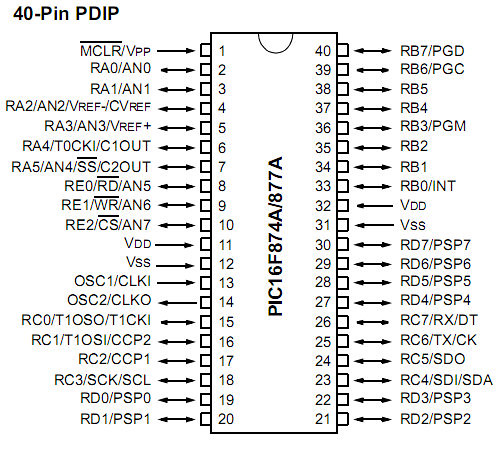 40-Pin PDIP
MCLR/VPP 1 40 RB7/PGD
RA0/AN0 2 39 RB6/PGC
RA1/AN1 3 38 RB5
RA2/AN2/VREF-/CVREF 4 37 RB4
RA3/AN3/VREF+ 5 36 RB3/PGM
RA4/T0CKI/C1OUT 6 35 RB2
RA5/AN4/SS/C2OUT 7 34 RB1
RE0/RD/AN5 8 33 RB0/INT
RE1/WR/AN6 9 32 VDD
RE2/CS/AN7 10 31 VSS
VDD 11 30 RD7/PSP7
VSS 12 29 RD6/PSP6
OSC1/CLKI 13 28 RD5/PSP5
OSC2/CLKO 14 27 RD4/PSP4
RC0/T1OSO/T1CKI 15 26 RC7/RX/DT
RC1/T1OSI/CCP2 16 25 RC6/TX/CK
RC2/CCP1 17 24 RC5/SDO
RC3/SCK/SCL 18 23 RC4/SDI/SDA
RD0/PSP0 19 22 RD3/PSP3
RD1/PSP1 20 21 RD2/PSP2
PIC16F874A/877A